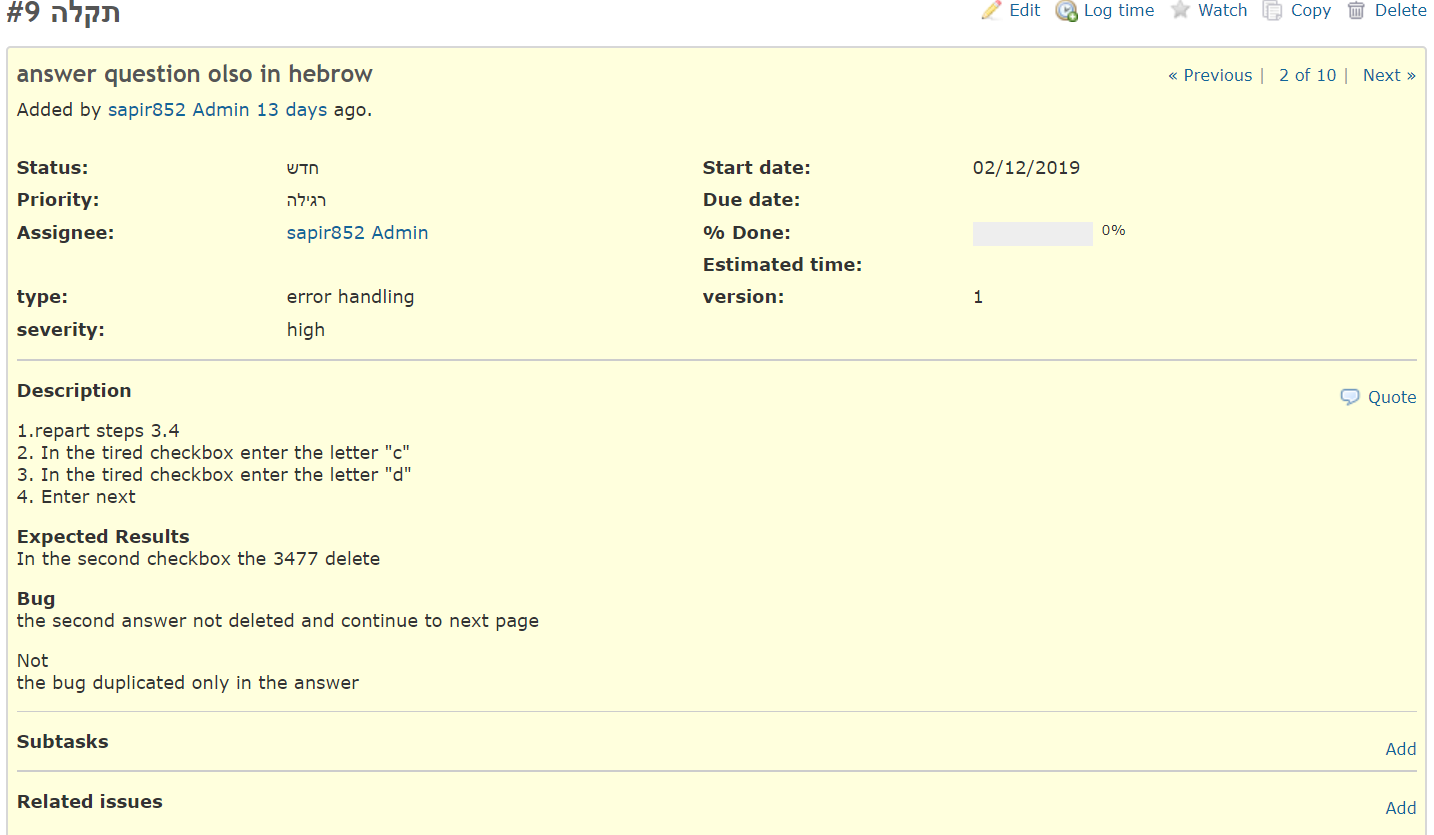 תקלה #9
Edit Log time Watch Copy Delete
answer question olso in hebrow
« Previous | 2 of 10 | Next »
Added by sapir852 Admin 13 days ago.
Status: חדש Start date: 02/12/2019
Priority: רגילה Due date:
Assignee: sapir852 Admin % Done: 0%
Estimated time:
type: error handling version: 1
severity: high
Description
Quote
1.repart steps 3.4
2. In the tired checkbox enter the letter "c"
3. In the tired checkbox enter the letter "d"
4. Enter next
Expected Results
In the second checkbox the 3477 delete
Bug
the second answer not deleted and continue to next page
Not
the bug duplicated only in the answer
Subtasks
Add
Related issues
Add